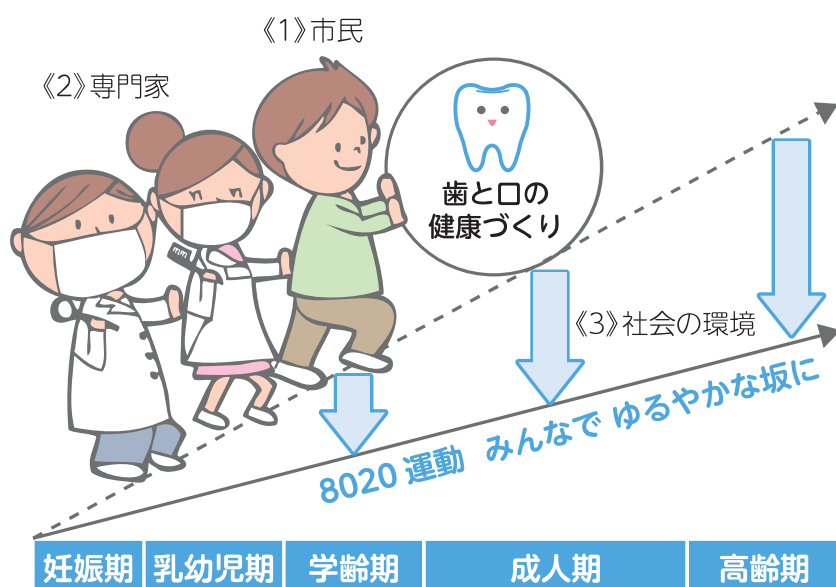 《1》市民
《2》専門家
歯と口の
健康づくり
《3》社会の環境
8020 運動 みんなで ゆるやかな坂に
妊娠期
乳幼児期
学齢期
成人期
高齢期